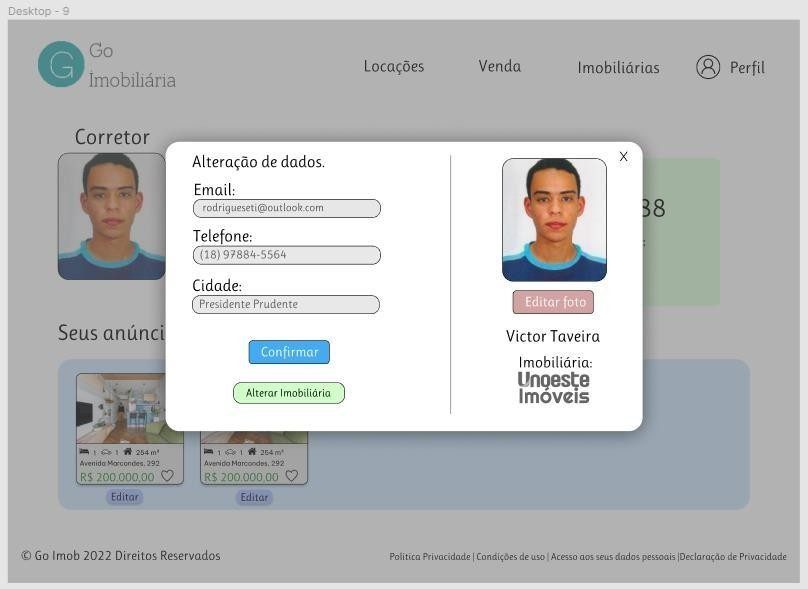 Desktop - 9
G
Go
Imobiliária
Locações
Venda
Imobiliárias
Perfil
Corretor
Alteração de dados.
X
Email:
rodrigueseti@outlook.com
Telefone:
(18) 97884-5564
Cidade:
Presidente Prudente
Confirmar
Alterar Imobiliária
Editar foto
Victor Taveira
Imobiliária:
Unoeste
Imóveis
88
:
Seus anúnci
1 1 254 m²
Avenida Marcondes, 292
R$ 200.000,00
Editar
1 1 254 m²
Avenida Marcondes, 292
R$ 200.000,00
Editar
© Go Imob 2022 Direitos Reservados
Politica Privacidade | Condições de uso | Acesso aos seus dados pessoais |Declaração de Privacidade